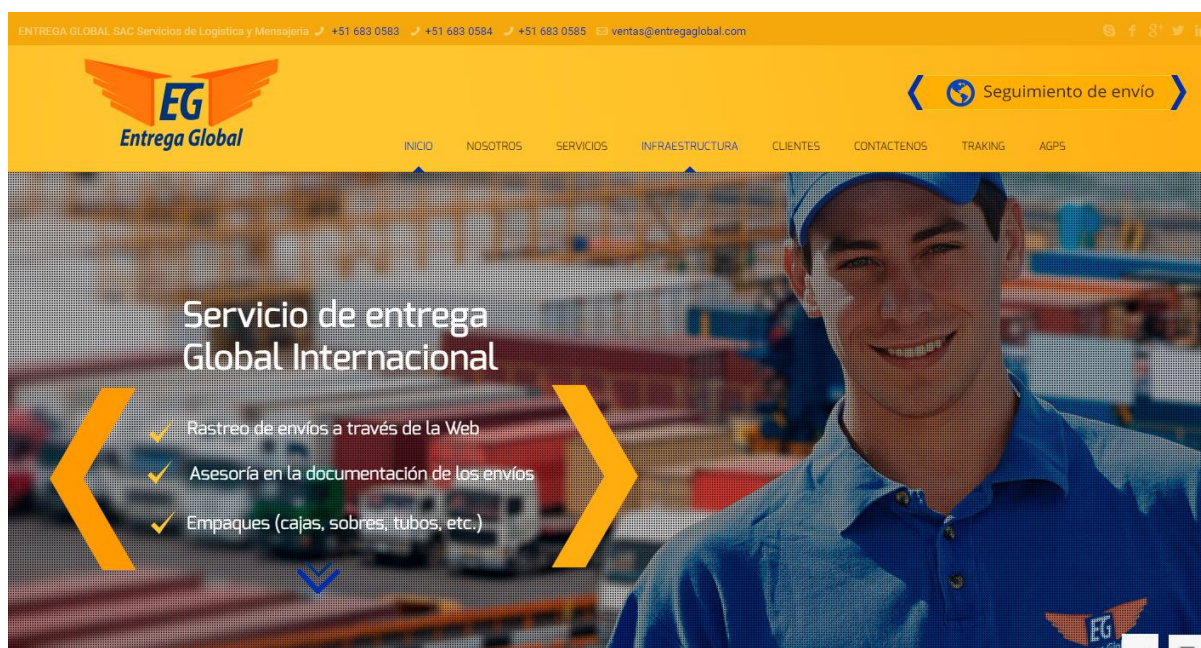 ENTREGA GLOBAL SAC Servicios de Logística y Mensajería +51 683 0583 +51 683 0584 +51 683 0585 ventas@entregaglobal.com
EG
Entrega Global
Seguimiento de envío
INICIO NOSOTROS SERVICIOS INFRAESTRUCTURA CLIENTES CONTACTENOS TRAKING AGPS
Servicio de entrega
Global Internacional
Rastreo de envíos a través de la Web
Asesoría en la documentación de los envíos
Empaques (cajas, sobres, tubos, etc.)
EG